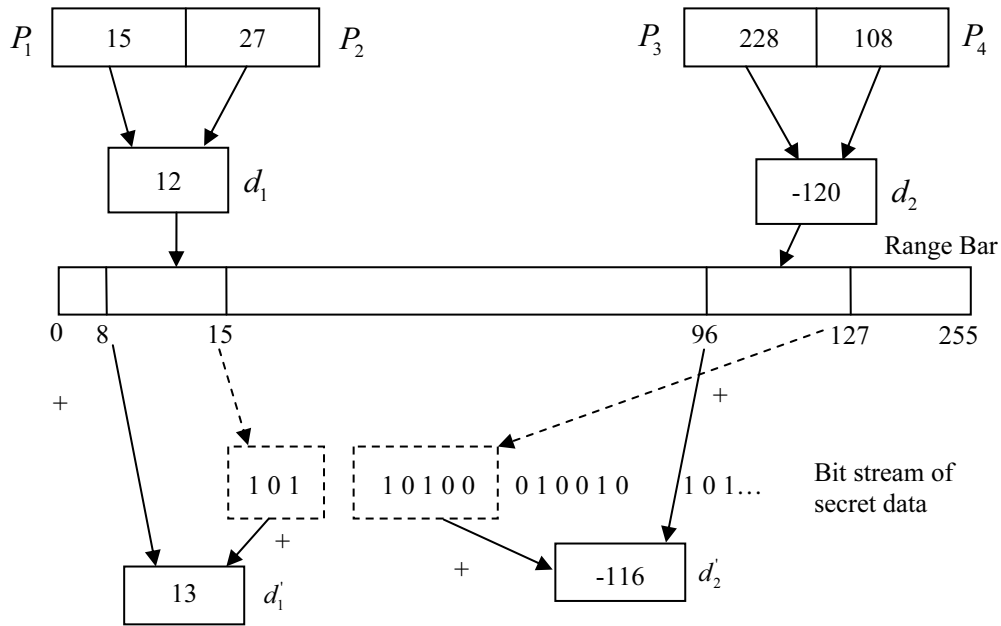 P₁ 15 27 P₂ P₃ 228 108 P₄
12 d₁ -120 d₂
Range Bar
0 8 15 96 127 255
+ +
1 0 1 1 0 1 0 0 0 1 0 0 1 0 1 0 1… Bit stream of
secret data
+ +
13 d₁' -116 d₂'